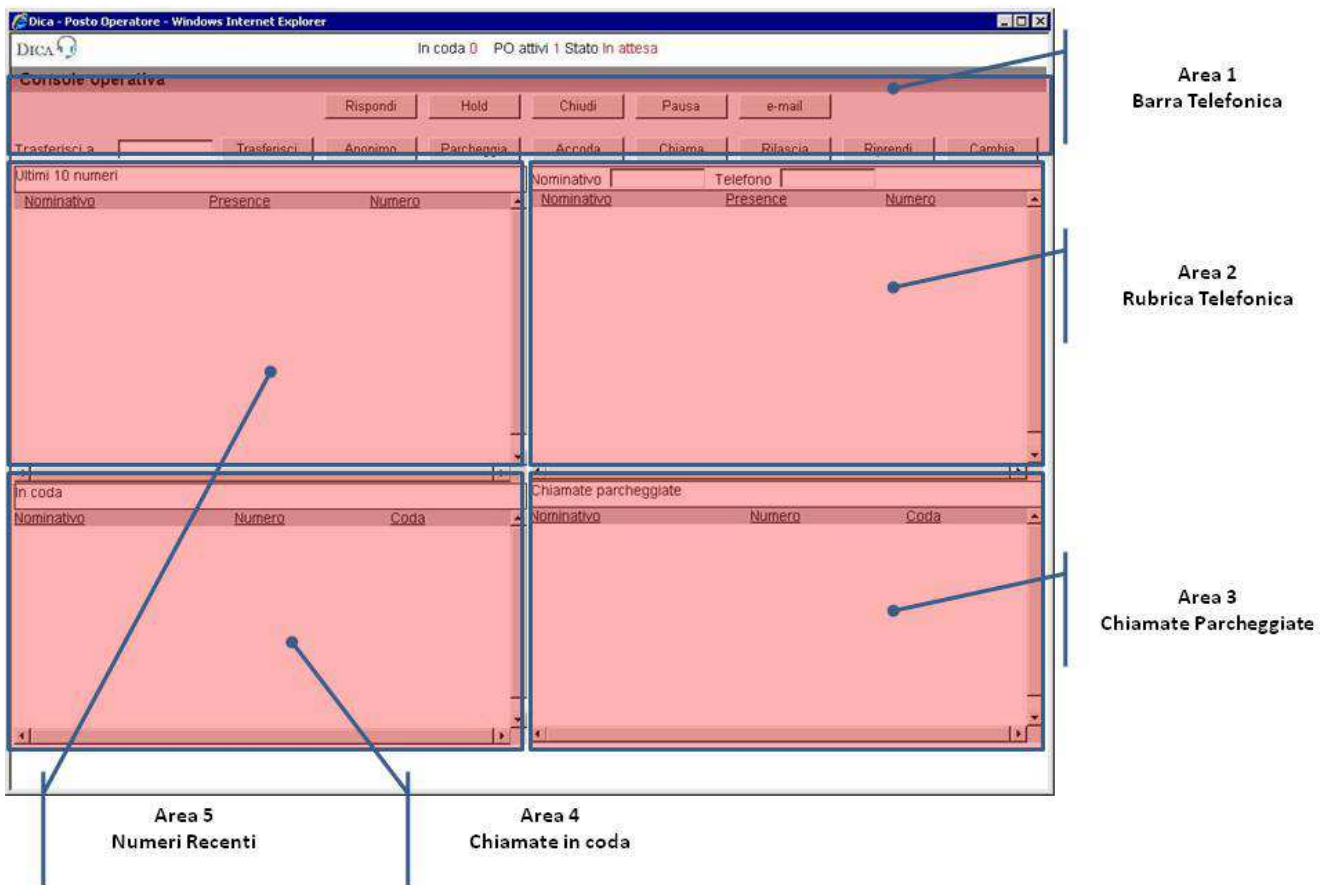 Dica - Posto Operatore - Windows Internet Explorer
DICA
In coda 0 PO attivi 1 Stato In attesa
Console operativa
Rispondi Hold Chiudi Pausa e-mail
Trasferisci a Trasferisci Anonimo Parcheggia Accoda Chiama Rilascia Riprendi Cambia
Ultimi 10 numeri
Nominativo Presence Numero
Nominativo Telefono
Nominativo Presence Numero
In coda
Nominativo Numero Coda
Chiamate parcheggiate
Nominativo Numero Coda
Area 1
Barra Telefonica
Area 2
Rubrica Telefonica
Area 3
Chiamate Parcheggiate
Area 5
Numeri Recenti
Area 4
Chiamate in coda